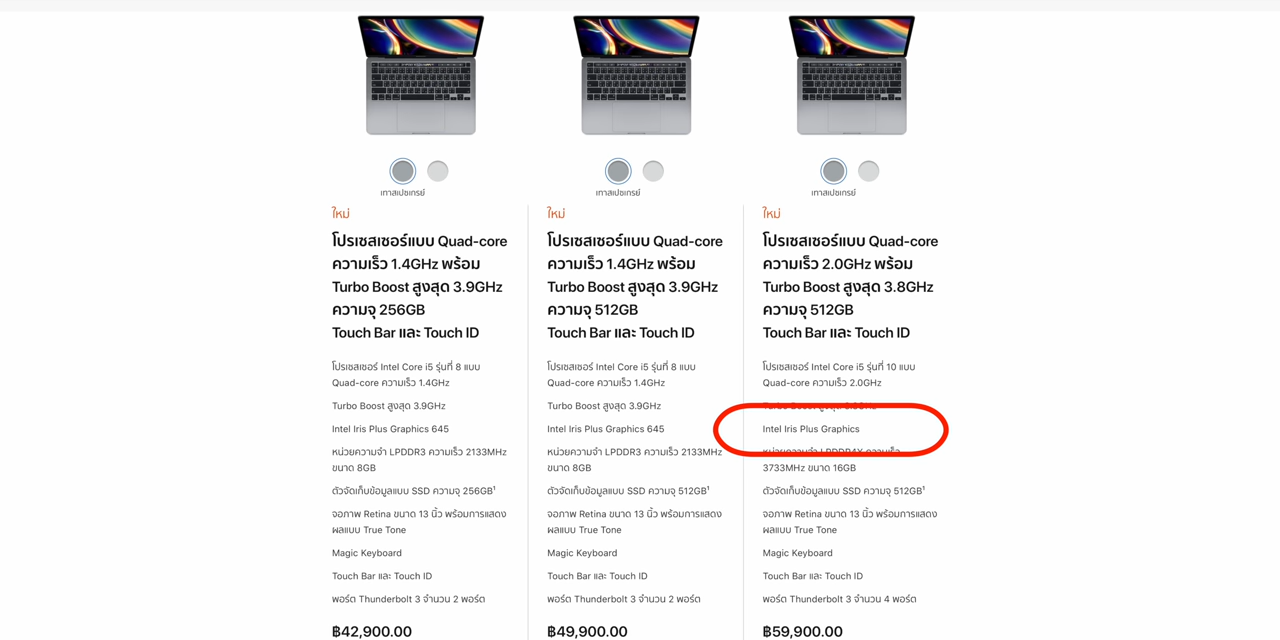 เทาสเปซเกรย์
ใหม่
โปรเซสเซอร์แบบ Quad-core
ความเร็ว 1.4GHz พร้อม
Turbo Boost สูงสุด 3.9GHz
ความจุ 256GB
Touch Bar และ Touch ID
โปรเซสเซอร์ Intel Core i5 รุ่นที่ 8 แบบ
Quad-core ความเร็ว 1.4GHz
Turbo Boost สูงสุด 3.9GHz
Intel Iris Plus Graphics 645
หน่วยความจำ LPDDR3 ความเร็ว 2133MHz
ขนาด 8GB
ตัวจัดเก็บข้อมูลแบบ SSD ความจุ 256GB¹
จอภาพ Retina ขนาด 13 นิ้ว พร้อมการแสดง
ผลแบบ True Tone
Magic Keyboard
Touch Bar และ Touch ID
พอร์ต Thunderbolt 3 จำนวน 2 พอร์ต
฿42,900.00
เทาสเปซเกรย์
ใหม่
โปรเซสเซอร์แบบ Quad-core
ความเร็ว 1.4GHz พร้อม
Turbo Boost สูงสุด 3.9GHz
ความจุ 512GB
Touch Bar และ Touch ID
โปรเซสเซอร์ Intel Core i5 รุ่นที่ 8 แบบ
Quad-core ความเร็ว 1.4GHz
Turbo Boost สูงสุด 3.9GHz
Intel Iris Plus Graphics 645
หน่วยความจำ LPDDR3 ความเร็ว 2133MHz
ขนาด 8GB
ตัวจัดเก็บข้อมูลแบบ SSD ความจุ 512GB¹
จอภาพ Retina ขนาด 13 นิ้ว พร้อมการแสดง
ผลแบบ True Tone
Magic Keyboard
Touch Bar และ Touch ID
พอร์ต Thunderbolt 3 จำนวน 2 พอร์ต
฿49,900.00
เทาสเปซเกรย์
ใหม่
โปรเซสเซอร์แบบ Quad-core
ความเร็ว 2.0GHz พร้อม
Turbo Boost สูงสุด 3.8GHz
ความจุ 512GB
Touch Bar และ Touch ID
โปรเซสเซอร์ Intel Core i5 รุ่นที่ 10 แบบ
Quad-core ความเร็ว 2.0GHz
Turbo Boost สูงสุด 3.8GHz
Intel Iris Plus Graphics
หน่วยความจำ LPDDR4X ความเร็ว
3733MHz ขนาด 16GB
ตัวจัดเก็บข้อมูลแบบ SSD ความจุ 512GB¹
จอภาพ Retina ขนาด 13 นิ้ว พร้อมการแสดง
ผลแบบ True Tone
Magic Keyboard
Touch Bar และ Touch ID
พอร์ต Thunderbolt 3 จำนวน 4 พอร์ต
฿59,900.00